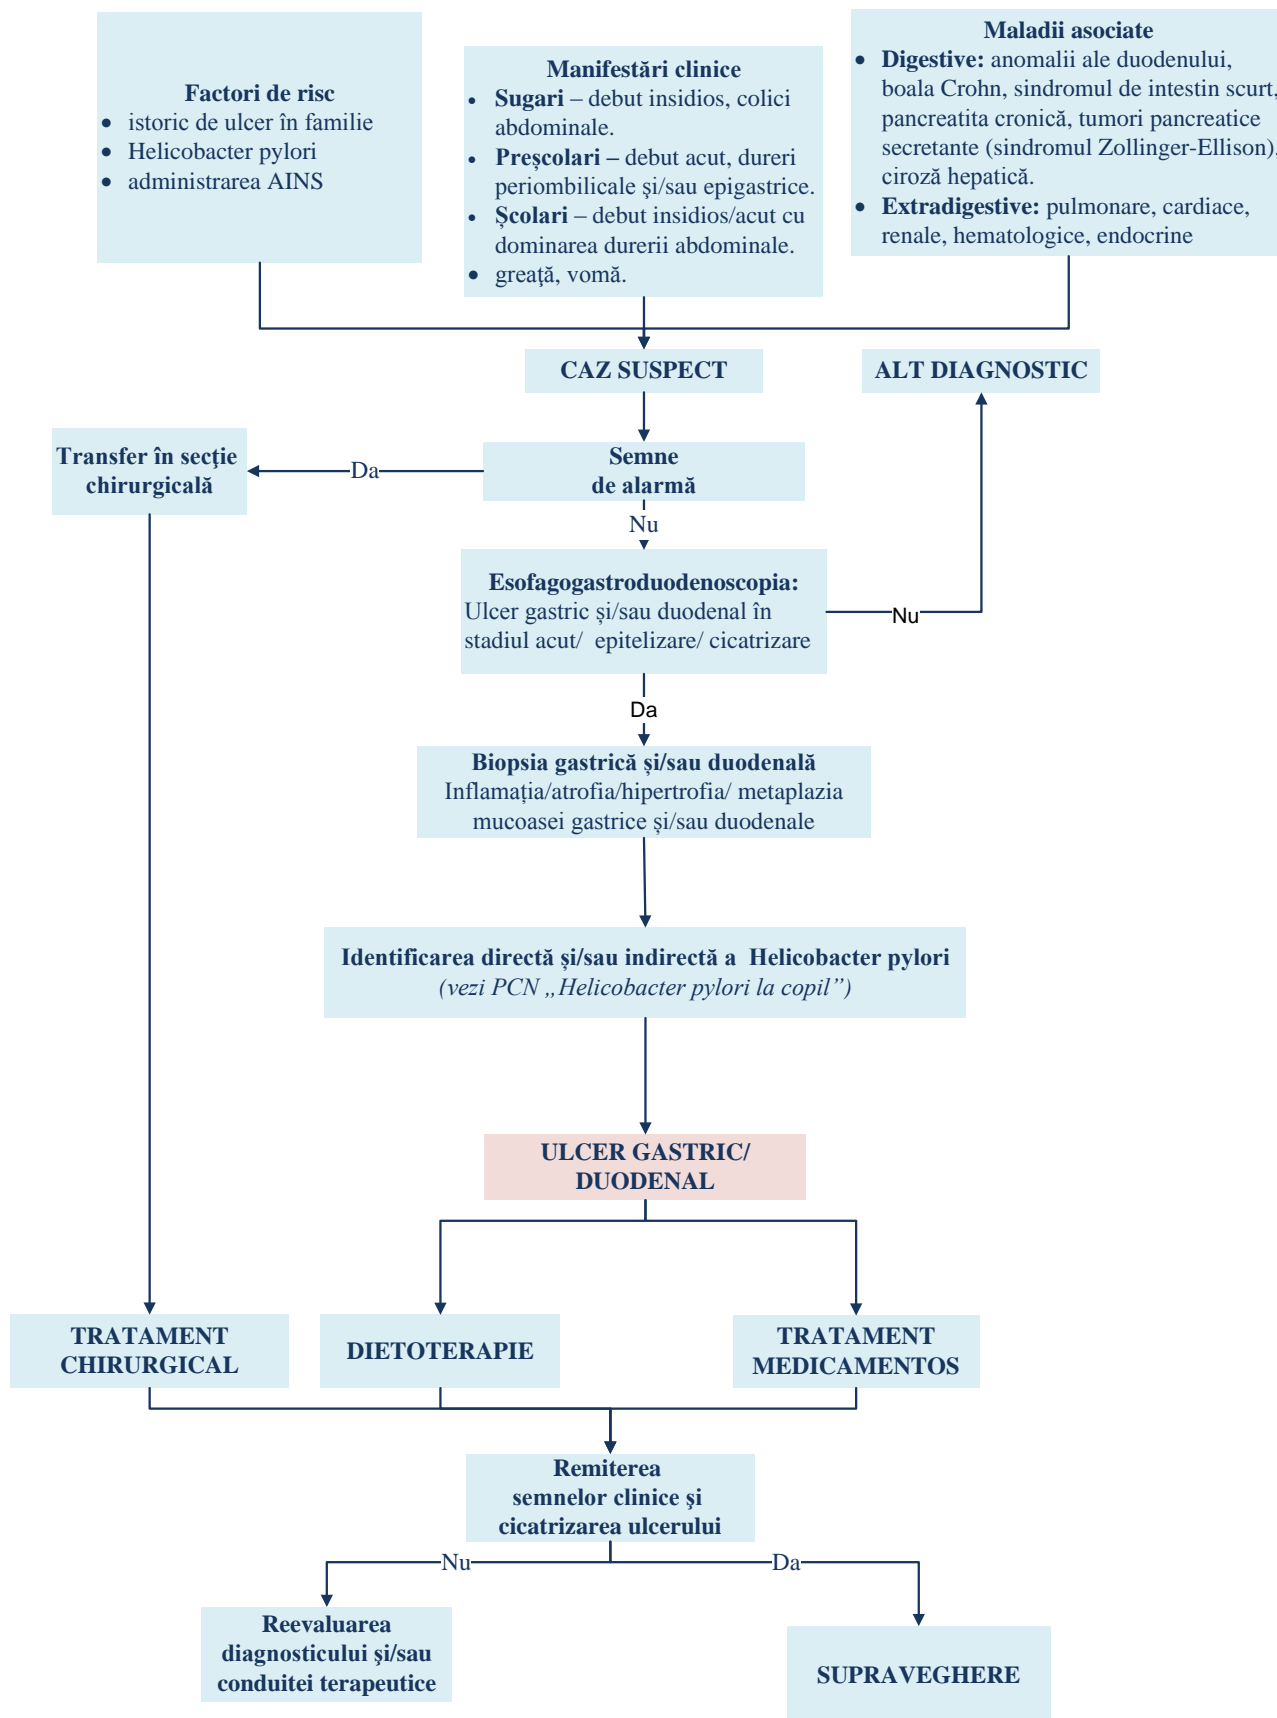 Factori de risc
• istoric de ulcer în familie
• Helicobacter pylori
• administrarea AINS
Manifestări clinice
• Sugari – debut insidios, colici
abdominale.
• Preșcolari – debut acut, dureri
periombilicale şi/sau epigastrice.
• Școlari – debut insidios/acut cu
dominarea durerii abdominale.
• greaţă, vomă.
Maladii asociate
• Digestive: anomalii ale duodenului,
boala Crohn, sindromul de intestin scurt,
pancreatita cronică, tumori pancreatice
secretante (sindromul Zollinger-Ellison),
ciroză hepatică.
• Extradigestive: pulmonare, cardiace,
renale, hematologice, endocrine
CAZ SUSPECT
ALT DIAGNOSTIC
Transfer în secţie
chirurgicală
Da
Semne
de alarmă
Nu
Esofagogastroduodenoscopia:
Ulcer gastric și/sau duodenal în
stadiul acut/ epitelizare/ cicatrizare
Nu
Da
Biopsia gastrică și/sau duodenală
Inflamația/atrofia/hipertrofia/ metaplazia
mucoasei gastrice și/sau duodenale
Identificarea directă și/sau indirectă a Helicobacter pylori
(vezi PCN „Helicobacter pylori la copil”)
ULCER GASTRIC/
DUODENAL
TRATAMENT
CHIRURGICAL
DIETOTERAPIE
TRATAMENT
MEDICAMENTOS
Remiterea
semnelor clinice şi
cicatrizarea ulcerului
Nu
Da
Reevaluarea
diagnosticului şi/sau
conduitei terapeutice
SUPRAVEGHERE